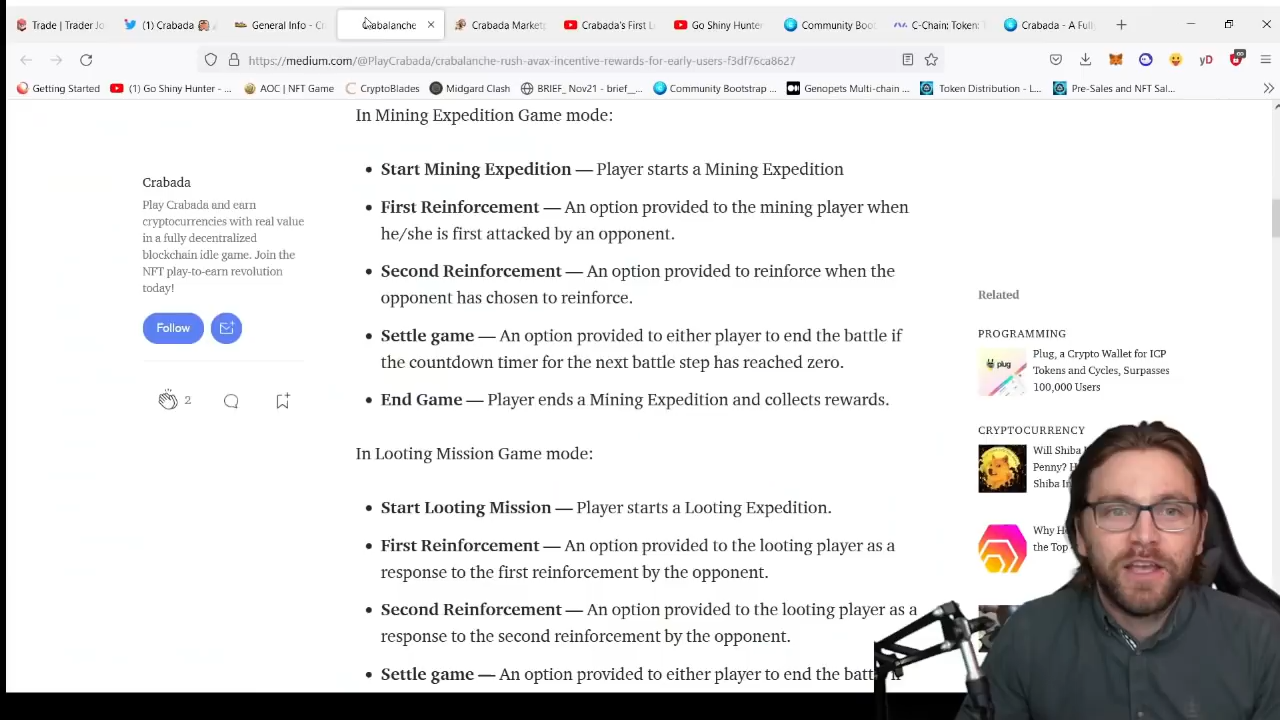 Trade | Trader Jo
(1) Crabada
General Info - Cr
Crabalanche
Crabada Market
Crabada's First L
Go Shiny Hunter
Community Boot
C-Chain: Token:
Crabada - A Full
https://medium.com/@PlayCrabada/crabalanche-rush-avax-incentive-rewards-for-early-users-f3df76ca8627
Getting Started
(1) Go Shiny Hunter - ...
AOC | NFT Game
CryptoBlades
Midgard Clash
BRIEF_ Nov21 - brief__...
Community Bootstrap ...
Genopets Multi-chain ...
Token Distribution - L...
Pre-Sales and NFT Sal...
In Mining Expedition Game mode:
• Start Mining Expedition — Player starts a Mining Expedition
• First Reinforcement — An option provided to the mining player when
he/she is first attacked by an opponent.
• Second Reinforcement — An option provided to reinforce when the
opponent has chosen to reinforce.
• Settle game — An option provided to either player to end the battle if
the countdown timer for the next battle step has reached zero.
• End Game — Player ends a Mining Expedition and collects rewards.
In Looting Mission Game mode:
• Start Looting Mission — Player starts a Looting Expedition.
• First Reinforcement — An option provided to the looting player as a
response to the first reinforcement by the opponent.
• Second Reinforcement — An option provided to the looting player as a
response to the second reinforcement by the opponent.
• Settle game — An option provided to either player to end the batt
Crabada
Play Crabada and earn
cryptocurrencies with real value
in a fully decentralized
blockchain idle game. Join the
NFT play-to-earn revolution
today!
Follow
2
Related
PROGRAMMING
plug
Plug, a Crypto Wallet for ICP
Tokens and Cycles, Surpasses
100,000 Users
CRYPTOCURRENCY
Will Shiba
Penny? H
Shiba In
Why H
the Top